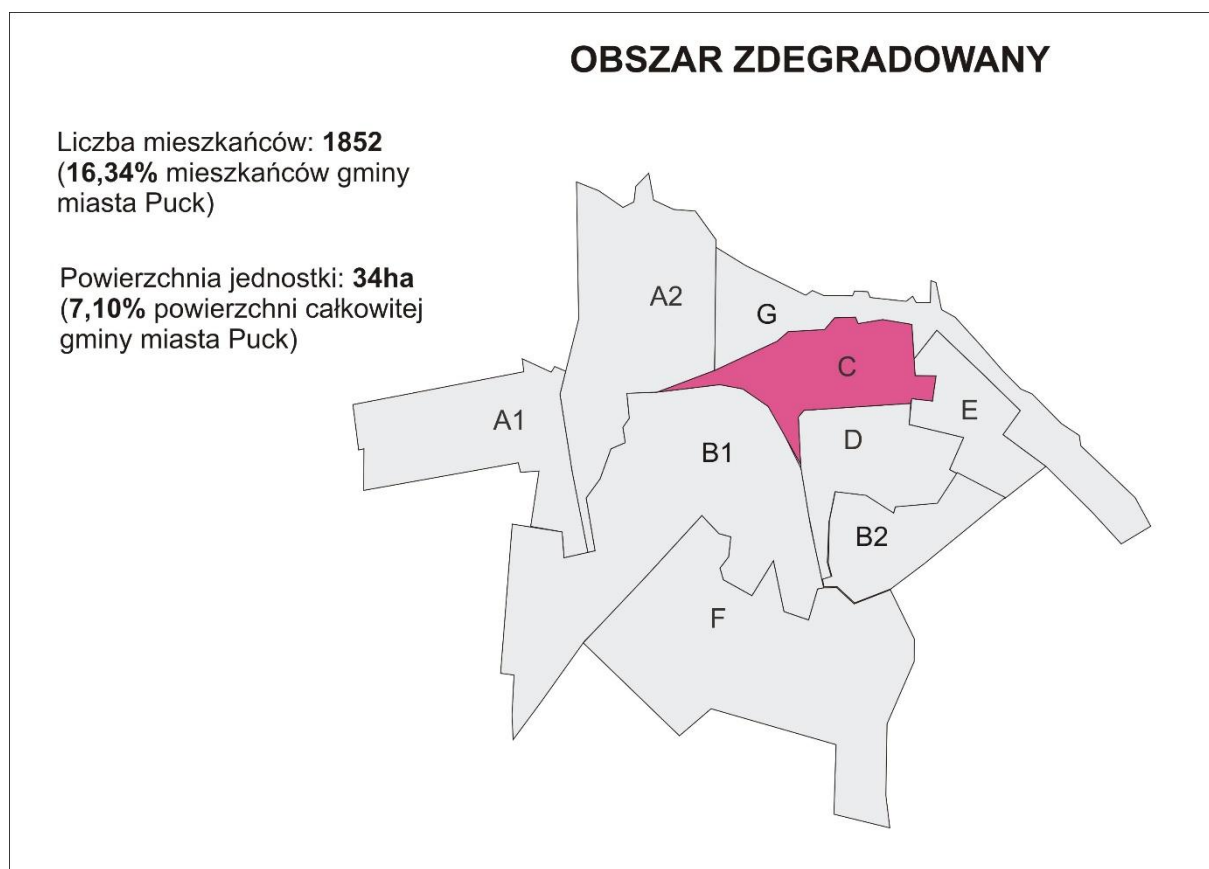 OBSZAR ZDEGRADOWANY
Liczba mieszkańców: 1852
(16,34% mieszkańców gminy
miasta Puck)
Powierzchnia jednostki: 34ha
(7,10% powierzchni całkowitej
gminy miasta Puck)
A2
G
C
A1
E
D
B1
B2
F